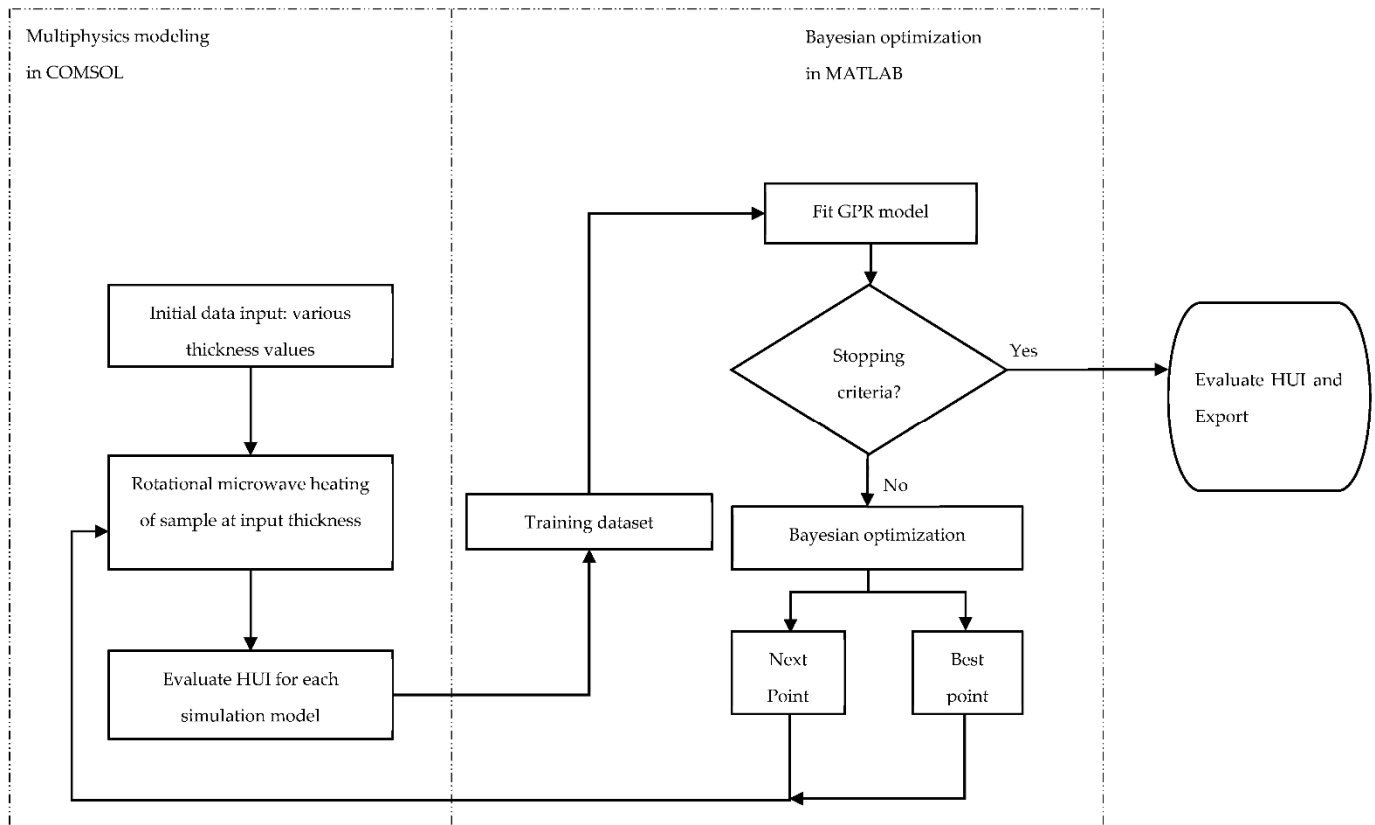 Multiphysics modeling
in COMSOL
Bayesian optimization
in MATLAB
Initial data input: various
thickness values
Rotational microwave heating
of sample at input thickness
Evaluate HUI for each
simulation model
Training dataset
Fit GPR model
Stopping
criteria?
Yes
No
Bayesian optimization
Next
Point
Best
point
Evaluate HUI and
Export